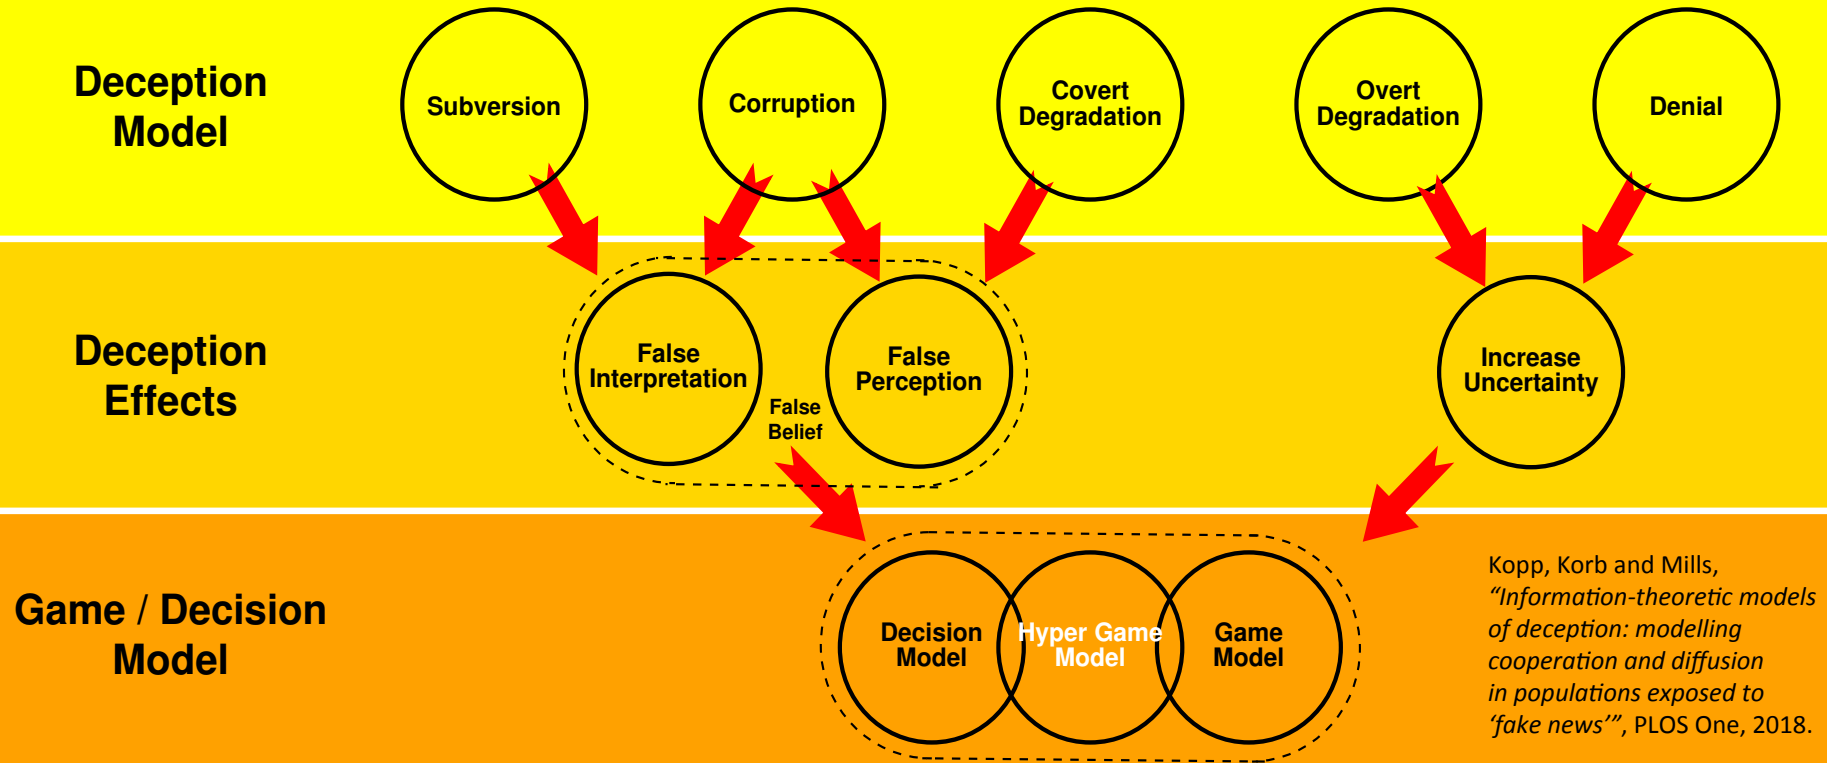 Deception
Model
Subversion
Corruption
Covert
Degradation
Overt
Degradation
Denial
Deception
Effects
False
Interpretation
False
Perception
False
Belief
Increase
Uncertainty
Game / Decision
Model
Decision
Model
Hyper Game
Model
Game
Model
Kopp, Korb and Mills,
“Information-theoretic models
of deception: modelling
cooperation and diffusion
in populations exposed to
‘fake news’”, PLOS One, 2018.